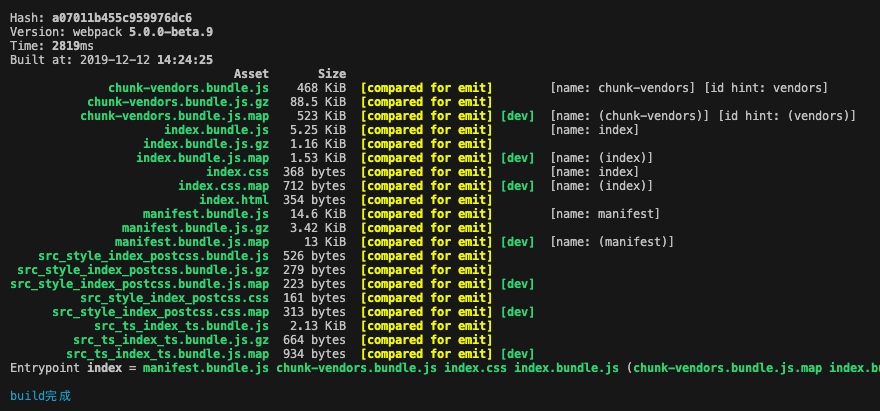 Hash: a07011b455c959976dc6
Version: webpack 5.0.0-beta.9
Time: 2819ms
Built at: 2019-12-12 14:24:25
Asset Size
chunk-vendors.bundle.js 468 KiB [compared for emit] [name: chunk-vendors] [id hint: vendors]
chunk-vendors.bundle.js.gz 88.5 KiB [compared for emit]
chunk-vendors.bundle.js.map 523 KiB [compared for emit] [dev] [name: (chunk-vendors)] [id hint: (vendors)]
index.bundle.js 5.25 KiB [compared for emit] [name: index]
index.bundle.js.gz 1.16 KiB [compared for emit]
index.bundle.js.map 1.53 KiB [compared for emit] [dev] [name: (index)]
index.css 368 bytes [compared for emit] [name: index]
index.css.map 712 bytes [compared for emit] [dev] [name: (index)]
index.html 354 bytes [compared for emit]
manifest.bundle.js 14.6 KiB [compared for emit] [name: manifest]
manifest.bundle.js.gz 3.42 KiB [compared for emit]
manifest.bundle.js.map 13 KiB [compared for emit] [dev] [name: (manifest)]
src_style_index_postcss.bundle.js 526 bytes [compared for emit]
src_style_index_postcss.bundle.js.gz 279 bytes [compared for emit]
src_style_index_postcss.bundle.js.map 223 bytes [compared for emit] [dev]
src_style_index_postcss.css 161 bytes [compared for emit]
src_style_index_postcss.css.map 313 bytes [compared for emit] [dev]
src_ts_index_ts.bundle.js 2.13 KiB [compared for emit]
src_ts_index_ts.bundle.js.gz 664 bytes [compared for emit]
src_ts_index_ts.bundle.js.map 934 bytes [compared for emit] [dev]
Entrypoint index = manifest.bundle.js chunk-vendors.bundle.js index.css index.bundle.js (chunk-vendors.bundle.js.map
build完成